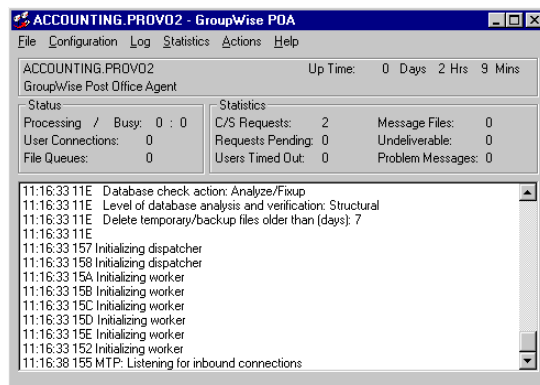 ACCOUNTING.PROVO2 - GroupWise POA
File Configuration Log Statistics Actions Help
ACCOUNTING.PROVO2 Up Time: 0 Days 2 Hrs 9 Mins
GroupWise Post Office Agent
Status
Processing / Busy: 0 : 0
User Connections: 0
File Queues: 0
Statistics
C/S Requests: 2 Message Files: 0
Requests Pending: 0 Undeliverable: 0
Users Timed Out: 0 Problem Messages: 0
11:16:33 11E Database check action: Analyze/Fixup
11:16:33 11E Level of database analysis and verification: Structural
11:16:33 11E Delete temporary/backup files older than (days): 7
11:16:33 11E
11:16:33 157 Initializing dispatcher
11:16:33 158 Initializing dispatcher
11:16:33 15A Initializing worker
11:16:33 15B Initializing worker
11:16:33 15C Initializing worker
11:16:33 15D Initializing worker
11:16:33 15E Initializing worker
11:16:33 152 Initializing worker
11:16:38 155 MTP: Listening for inbound connections